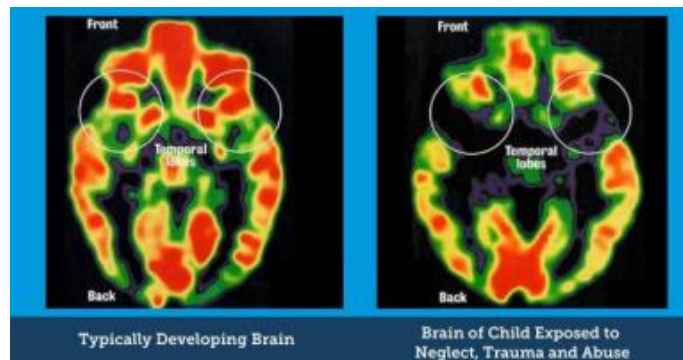 Front
Temporal
lobes
Back
Typically Developing Brain
Front
Temporal
lobes
Back
Brain of Child Exposed to
Neglect, Trauma and Abuse